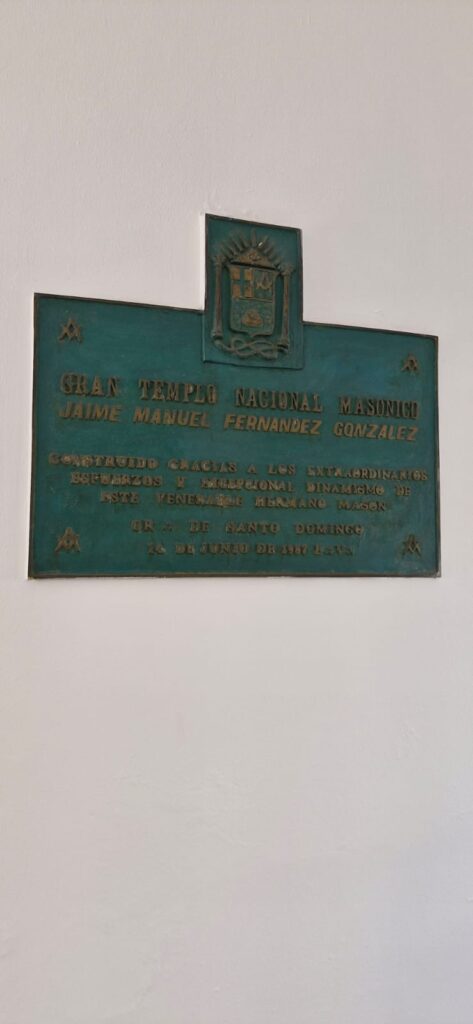 GRAN TEMPLO NACIONAL MASONICO
JAIME MANUEL FERNANDEZ GONZALEZ
CONSTRUIDO GRACIAS A LOS EXTRAORDINARIOS
ESFUERZOS Y EXCEPCIONAL DINAMISMO DE
ESTE VENERABLE HERMANO MASON
DE SANTO DOMINGO
DE JUNIO DE 1987 E.V.